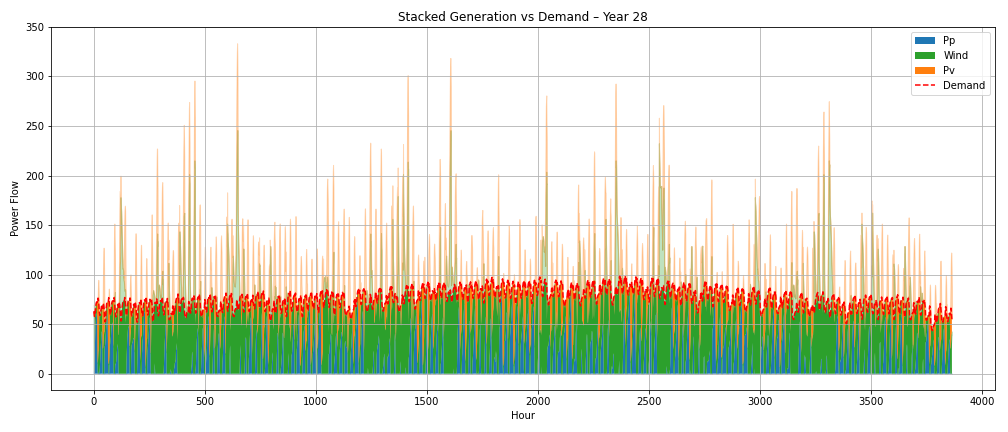 Stacked Generation vs Demand – Year 28
Pp
Wind
Pv
Demand
Power Flow
350
300
250
200
150
100
50
0
0 500 1000 1500 2000 2500 3000 3500 4000
Hour